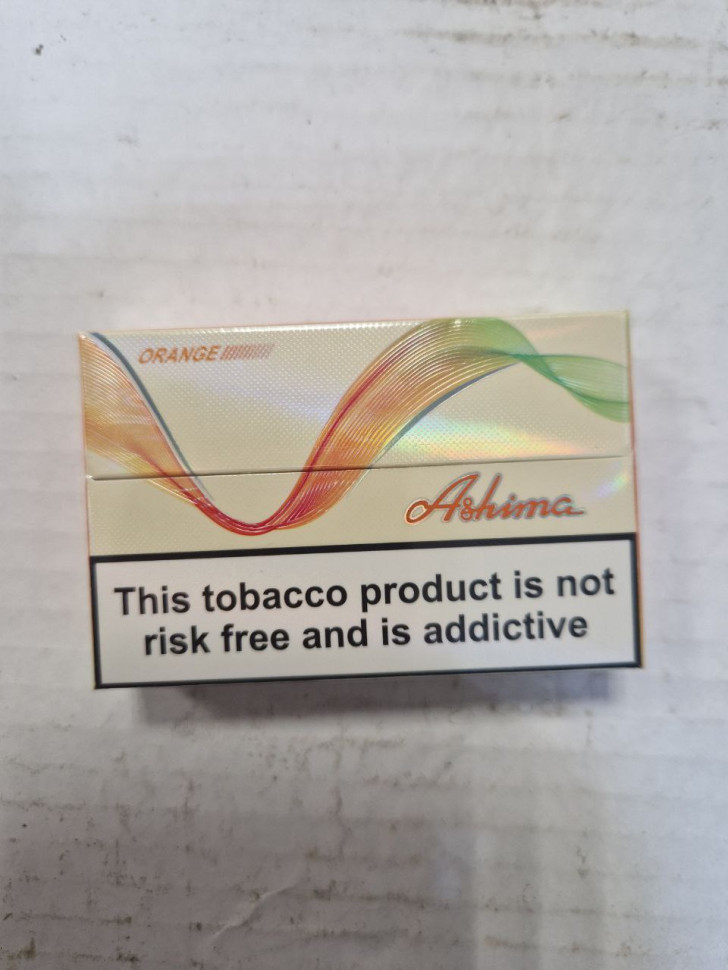 ORANGE
Ashima
This tobacco product is not
risk free and is addictive